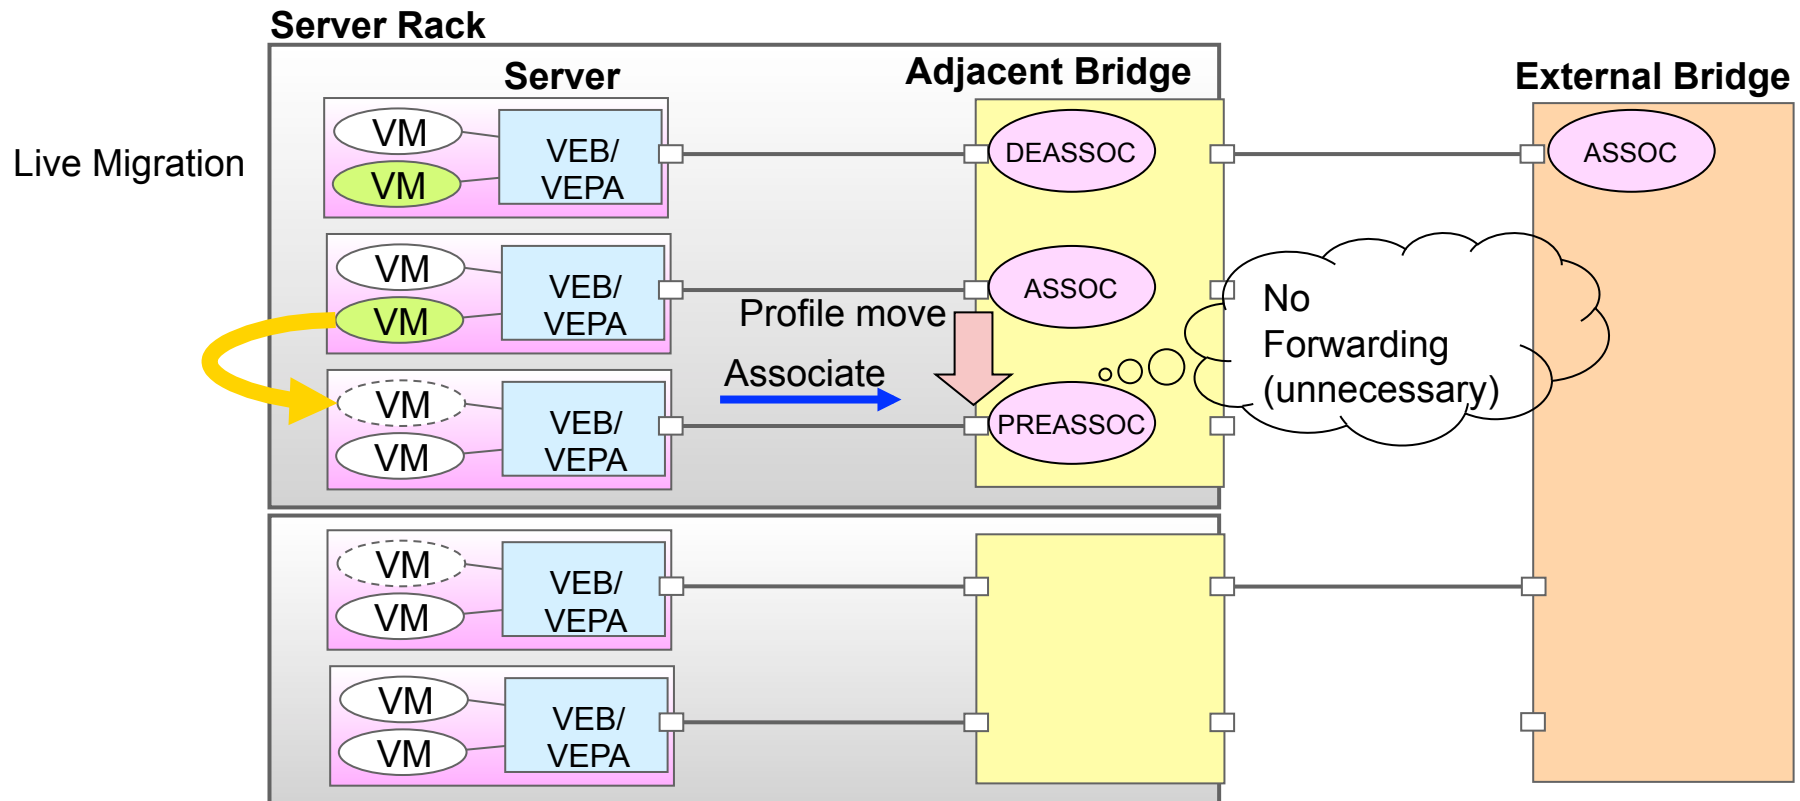 Server Rack
Server
Adjacent Bridge
External Bridge
Live Migration
VM
VM
VEB/
VEPA
DEASSOC
ASSOC
VM
VM
VEB/
VEPA
ASSOC
Profile move
Associate
No
Forwarding
(unnecessary)
VM
VM
VEB/
VEPA
PREASSOC
VM
VM
VEB/
VEPA
VM
VM
VEB/
VEPA